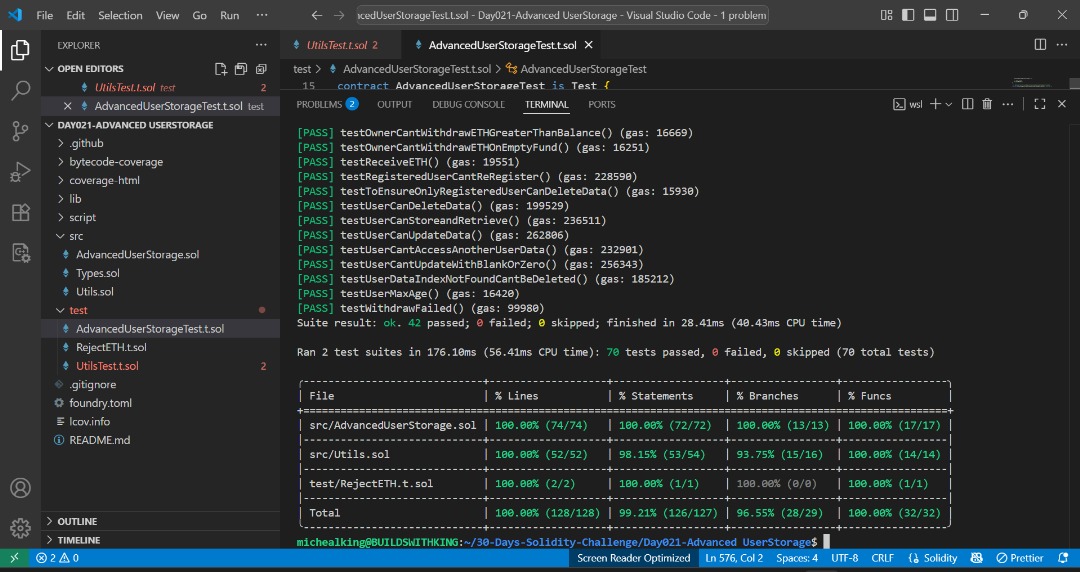 File Edit Selection View Go Run ··· ← → ıcedUserStorageTest.t.sol - Day021-Advanced UserStorage - Visual Studio Code - 1 problem
EXPLORER ···
UtilsTest.t.sol 2 AdvancedUserStorageTest.t.sol ×
OPEN EDITORS
test > AdvancedUserStorageTest.t.sol > AdvancedUserStorageTest
UtilsTest.t.sol test 2
15 contract AdvancedUserStorageTest is Test {
× AdvancedUserStorageTest.t.sol test
PROBLEMS 2 OUTPUT DEBUG CONSOLE TERMINAL PORTS wsl
DAY021-ADVANCED USERSTORAGE
> .github
> bytecode-coverage
> coverage-html
> lib
> script
src
AdvancedUserStorage.sol
Types.sol
Utils.sol
test
AdvancedUserStorageTest.t.sol
RejectETH.t.sol
UtilsTest.t.sol 2
.gitignore
foundry.toml
lcov.info
README.md
> OUTLINE
> TIMELINE
[PASS] testOwnerCantWithdrawETHGreaterThanBalance() (gas: 16669)
[PASS] testOwnerCantWithdrawETHOnEmptyFund() (gas: 16251)
[PASS] testReceiveETH() (gas: 19551)
[PASS] testRegisteredUserCantReRegister() (gas: 228590)
[PASS] testToEnsureOnlyRegisteredUserCanDeleteData() (gas: 15930)
[PASS] testUserCanDeleteData() (gas: 199529)
[PASS] testUserCanStoreandRetrieve() (gas: 236511)
[PASS] testUserCanUpdateData() (gas: 262806)
[PASS] testUserCantAccessAnotherUserData() (gas: 232901)
[PASS] testUserCantUpdateWithBlankOrZero() (gas: 256343)
[PASS] testUserDataIndexNotFoundCantBeDeleted() (gas: 185212)
[PASS] testUserMaxAge() (gas: 16420)
[PASS] testWithdrawFailed() (gas: 99980)
Suite result: ok. 42 passed; 0 failed; 0 skipped; finished in 28.41ms (40.43ms CPU time)
Ran 2 test suites in 176.10ms (56.41ms CPU time): 70 tests passed, 0 failed, 0 skipped (70 total tests)
| File | % Lines | % Statements | % Branches | % Funcs |
| src/AdvancedUserStorage.sol | 100.00% (74/74) | 100.00% (72/72) | 100.00% (13/13) | 100.00% (17/17) |
| src/Utils.sol | 100.00% (52/52) | 98.15% (53/54) | 93.75% (15/16) | 100.00% (14/14) |
| test/RejectETH.t.sol | 100.00% (2/2) | 100.00% (1/1) | 100.00% (0/0) | 100.00% (1/1) |
| Total | 100.00% (128/128) | 99.21% (126/127) | 96.55% (28/29) | 100.00% (32/32) |
michealking@BUILDSWITHKING:~/30-Days-Solidity-Challenge/Day021-Advanced UserStorage$
2 0 Screen Reader Optimized Ln 576, Col 2 Spaces: 4 UTF-8 CRLF {} Solidity Prettier